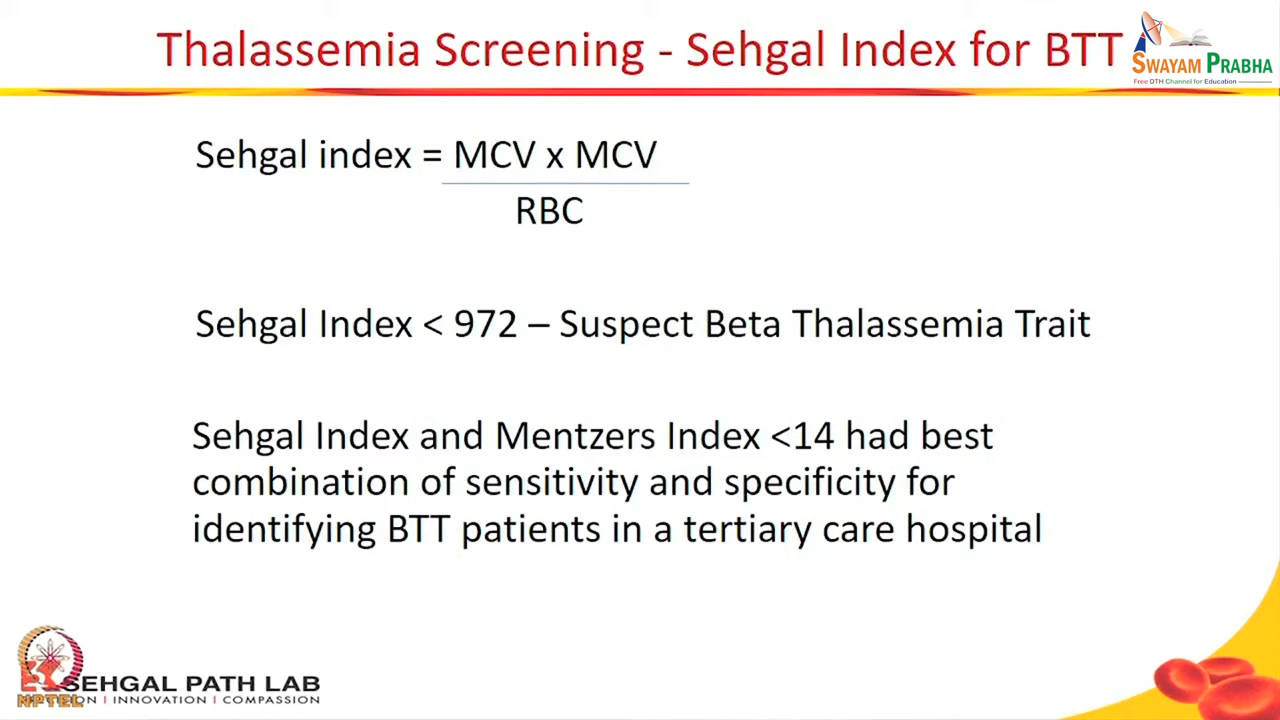 Thalassemia Screening - Sehgal Index for BTT
SWAYAM PRABHA
Free DTH Channel for Education
Sehgal index = MCV x MCV
RBC
Sehgal Index < 972 – Suspect Beta Thalassemia Trait
Sehgal Index and Mentzers Index <14 had best
combination of sensitivity and specificity for
identifying BTT patients in a tertiary care hospital
SEHGAL PATH LAB
INNOVATION I COMPASSION
NPTEL